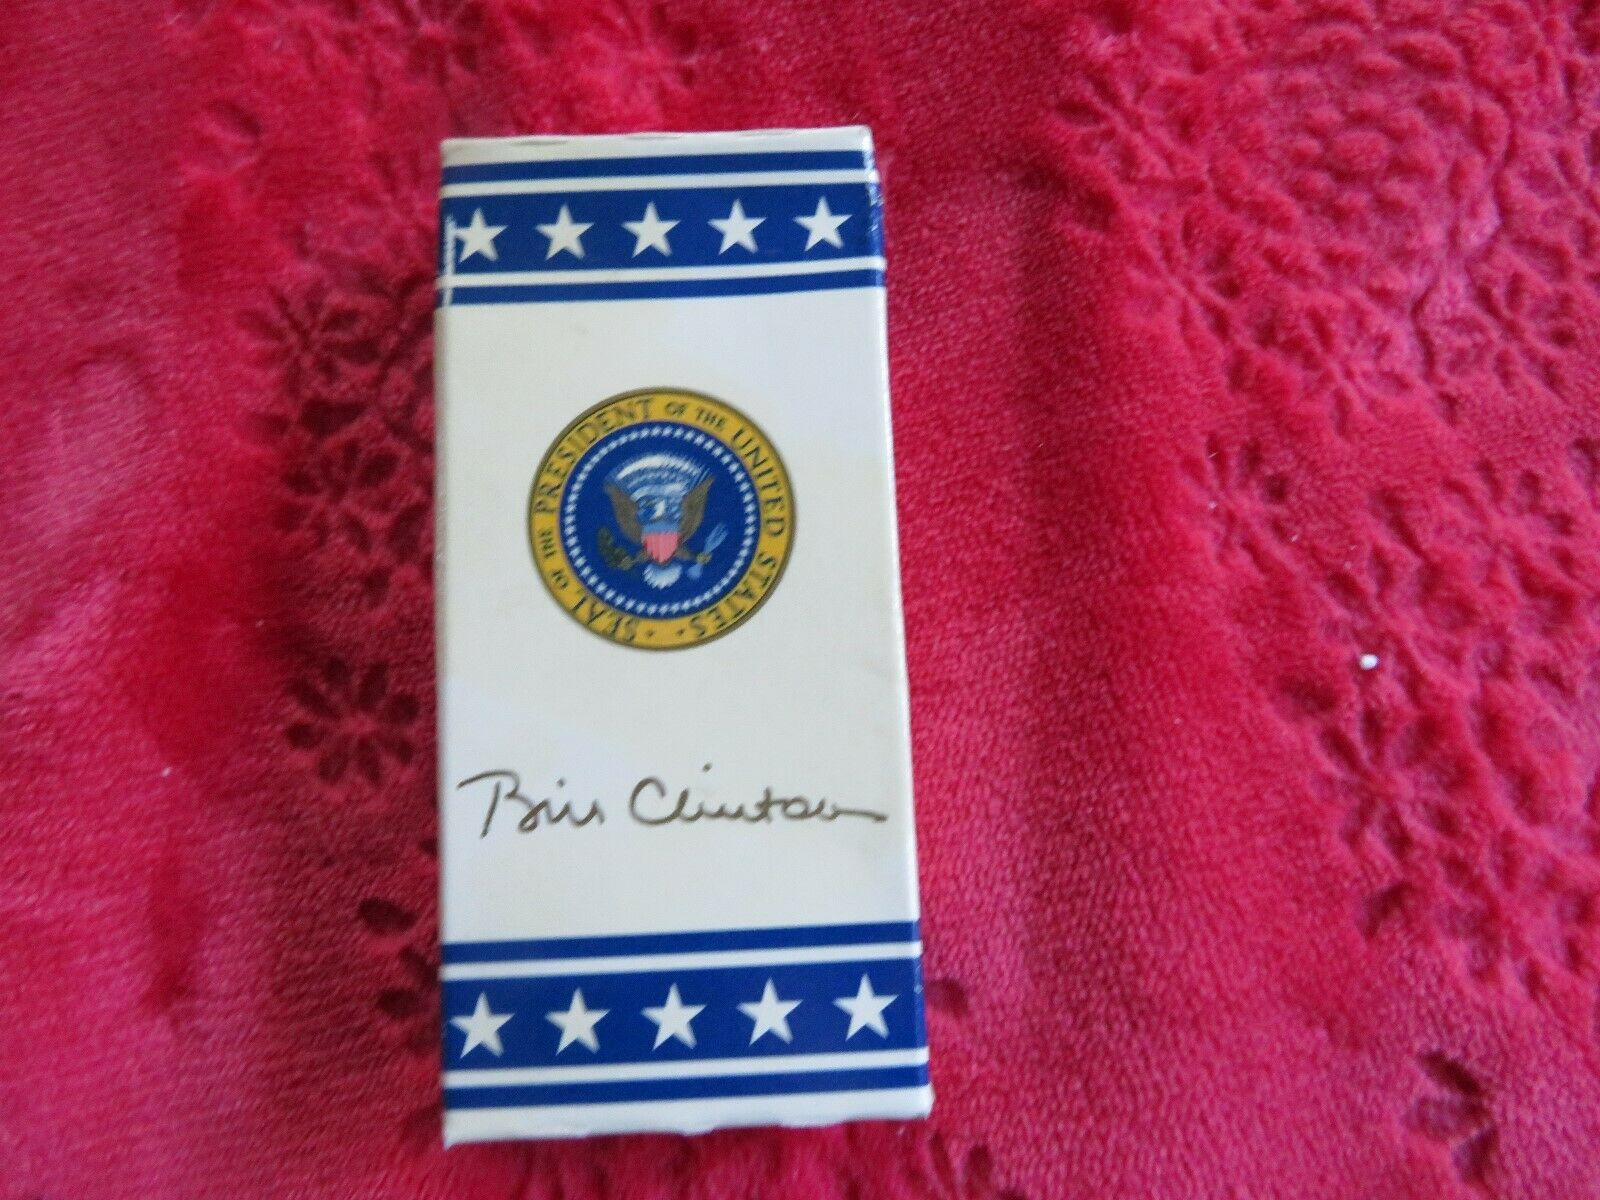 SEAL OF THE PRESIDENT OF THE UNITED STATES
Bill Clinton